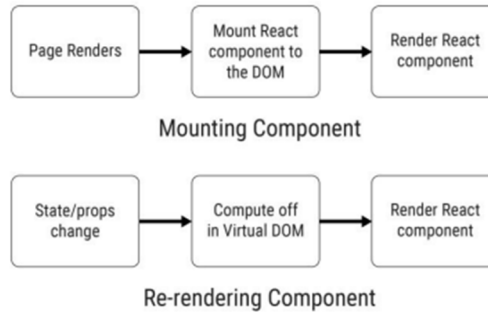 Page Renders
Mount React
component to
the DOM
Render React
component
Mounting Component
State/props
change
Compute off
in Virtual DOM
Render React
component
Re-rendering Component